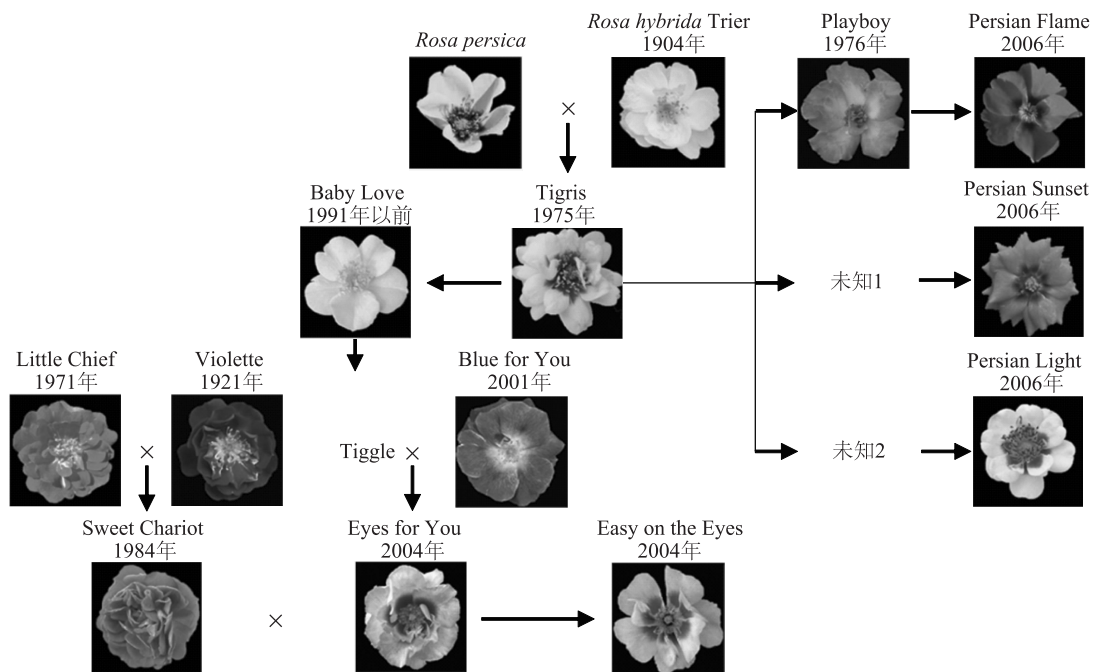 Rosa persica
Rosa hybrida Trier
1904年
Playboy
1976年
Persian Flame
2006年
×
Baby Love
1991年以前
Tigris
1975年
Persian Sunset
2006年
未知1
Little Chief
1971年
Violette
1921年
Blue for You
2001年
Persian Light
2006年
×
Tiggle ×
未知2
Sweet Chariot
1984年
Eyes for You
2004年
Easy on the Eyes
2004年
×